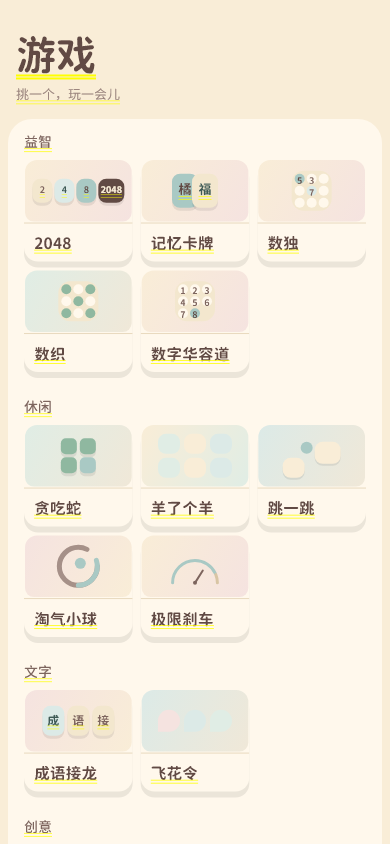 游戏
挑一个，玩一会儿
益智
2 4 8 2048
橘 福
5 3
7
2048 记忆卡牌 数独
1 2 3
4 5 6
7 8
数织 数字华容道
休闲
贪吃蛇 羊了个羊 跳一跳
淘气小球 极限刹车
文字
成 语 接
成语接龙 飞花令
创意